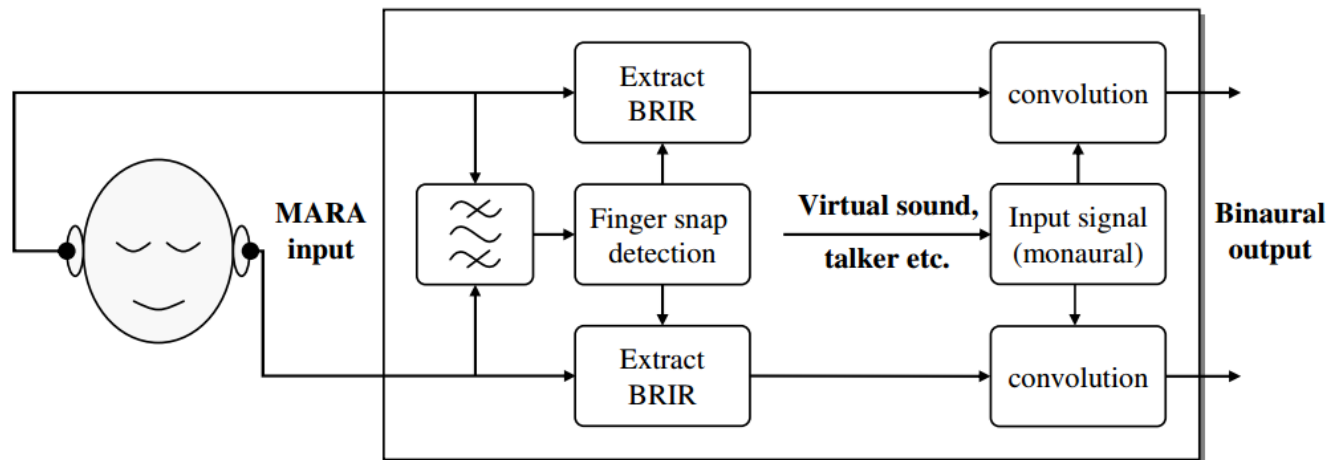 Extract
BRIR
convolution
MARA
input
Finger snap
detection
Virtual sound,
talker etc.
Input signal
(monaural)
Binaural
output
Extract
BRIR
convolution